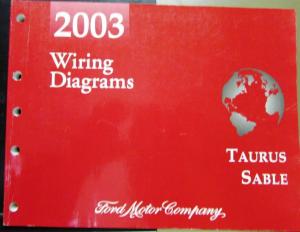 2003
Wiring
Diagrams
TAURUS
SABLE
Ford Motor Company